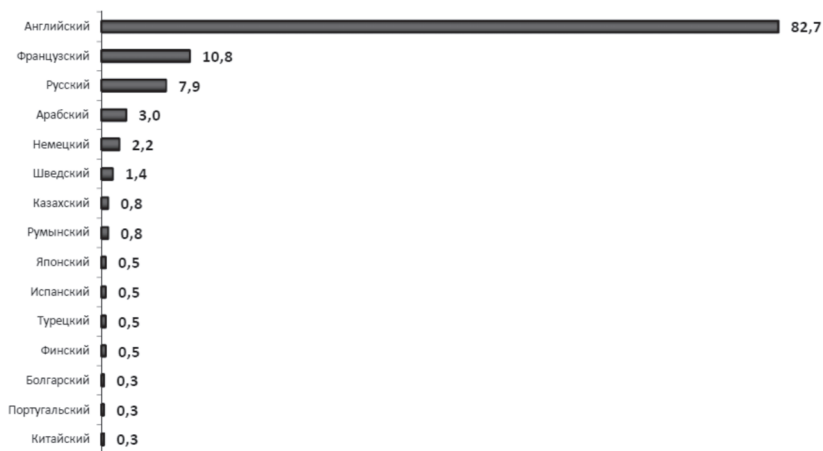 Английский 82,7
Французский 10,8
Русский 7,9
Арабский 3,0
Немецкий 2,2
Шведский 1,4
Казахский 0,8
Румынский 0,8
Японский 0,5
Испанский 0,5
Турецкий 0,5
Финский 0,5
Болгарский 0,3
Португальский 0,3
Китайский 0,3